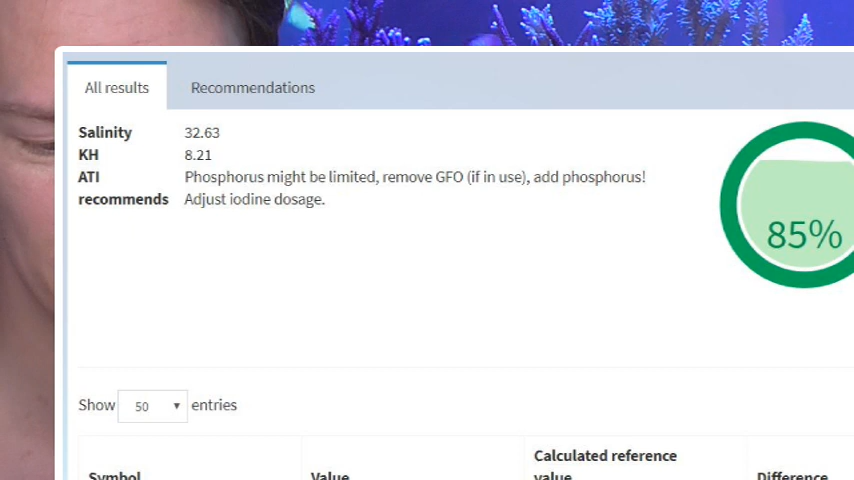 All results Recommendations
Salinity 32.63
KH 8.21
ATI Phosphorus might be limited, remove GFO (if in use), add phosphorus!
recommends Adjust iodine dosage.
85%
Show 50 entries
Calculated reference
Symbol Value value Difference